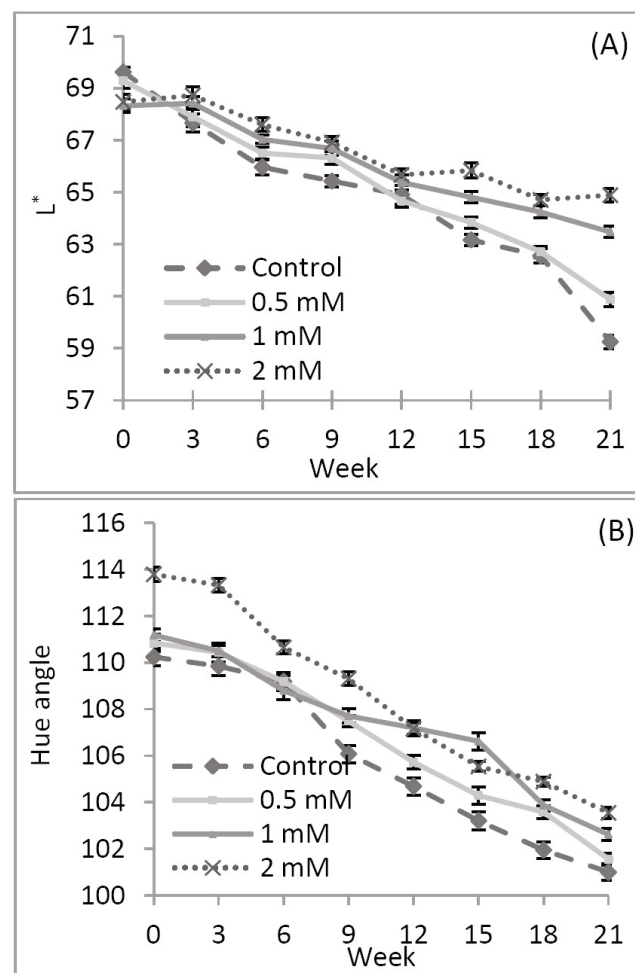 (A)
71
69
67
65
63
61
59
57
L*
Control
0.5 mM
1 mM
2 mM
0 3 6 9 12 15 18 21
Week
(B)
116
114
112
110
108
106
104
102
100
Hue angle
Control
0.5 mM
1 mM
2 mM
0 3 6 9 12 15 18 21
Week